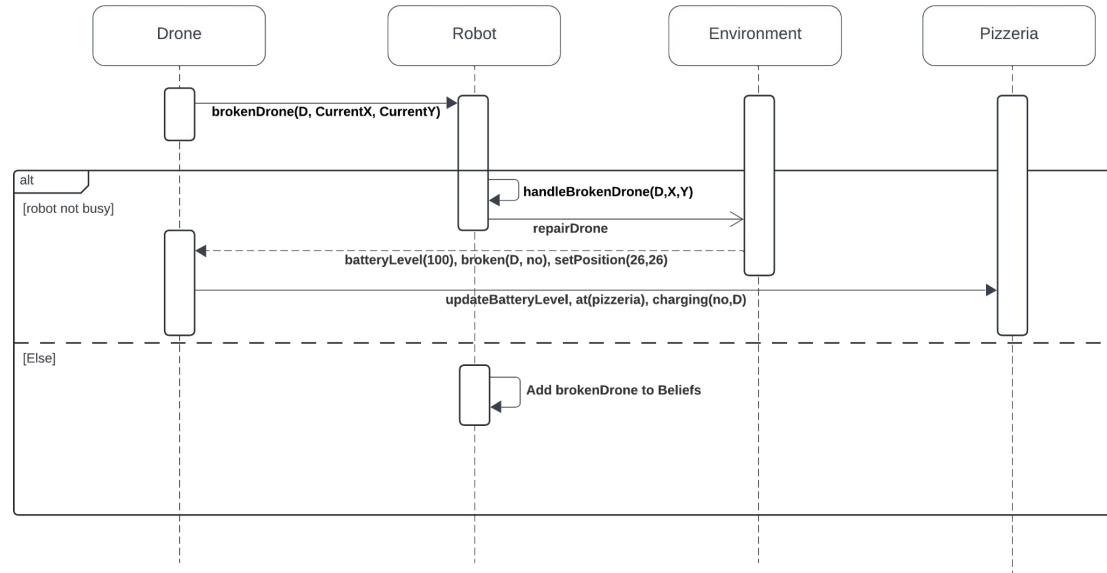 Drone
Robot
Environment
Pizzeria
brokenDrone(D, CurrentX, CurrentY)
alt
[robot not busy]
handleBrokenDrone(D,X,Y)
repairDrone
batteryLevel(100), broken(D, no), setPosition(26,26)
updateBatteryLevel, at(pizzeria), charging(no,D)
[Else]
Add brokenDrone to Beliefs